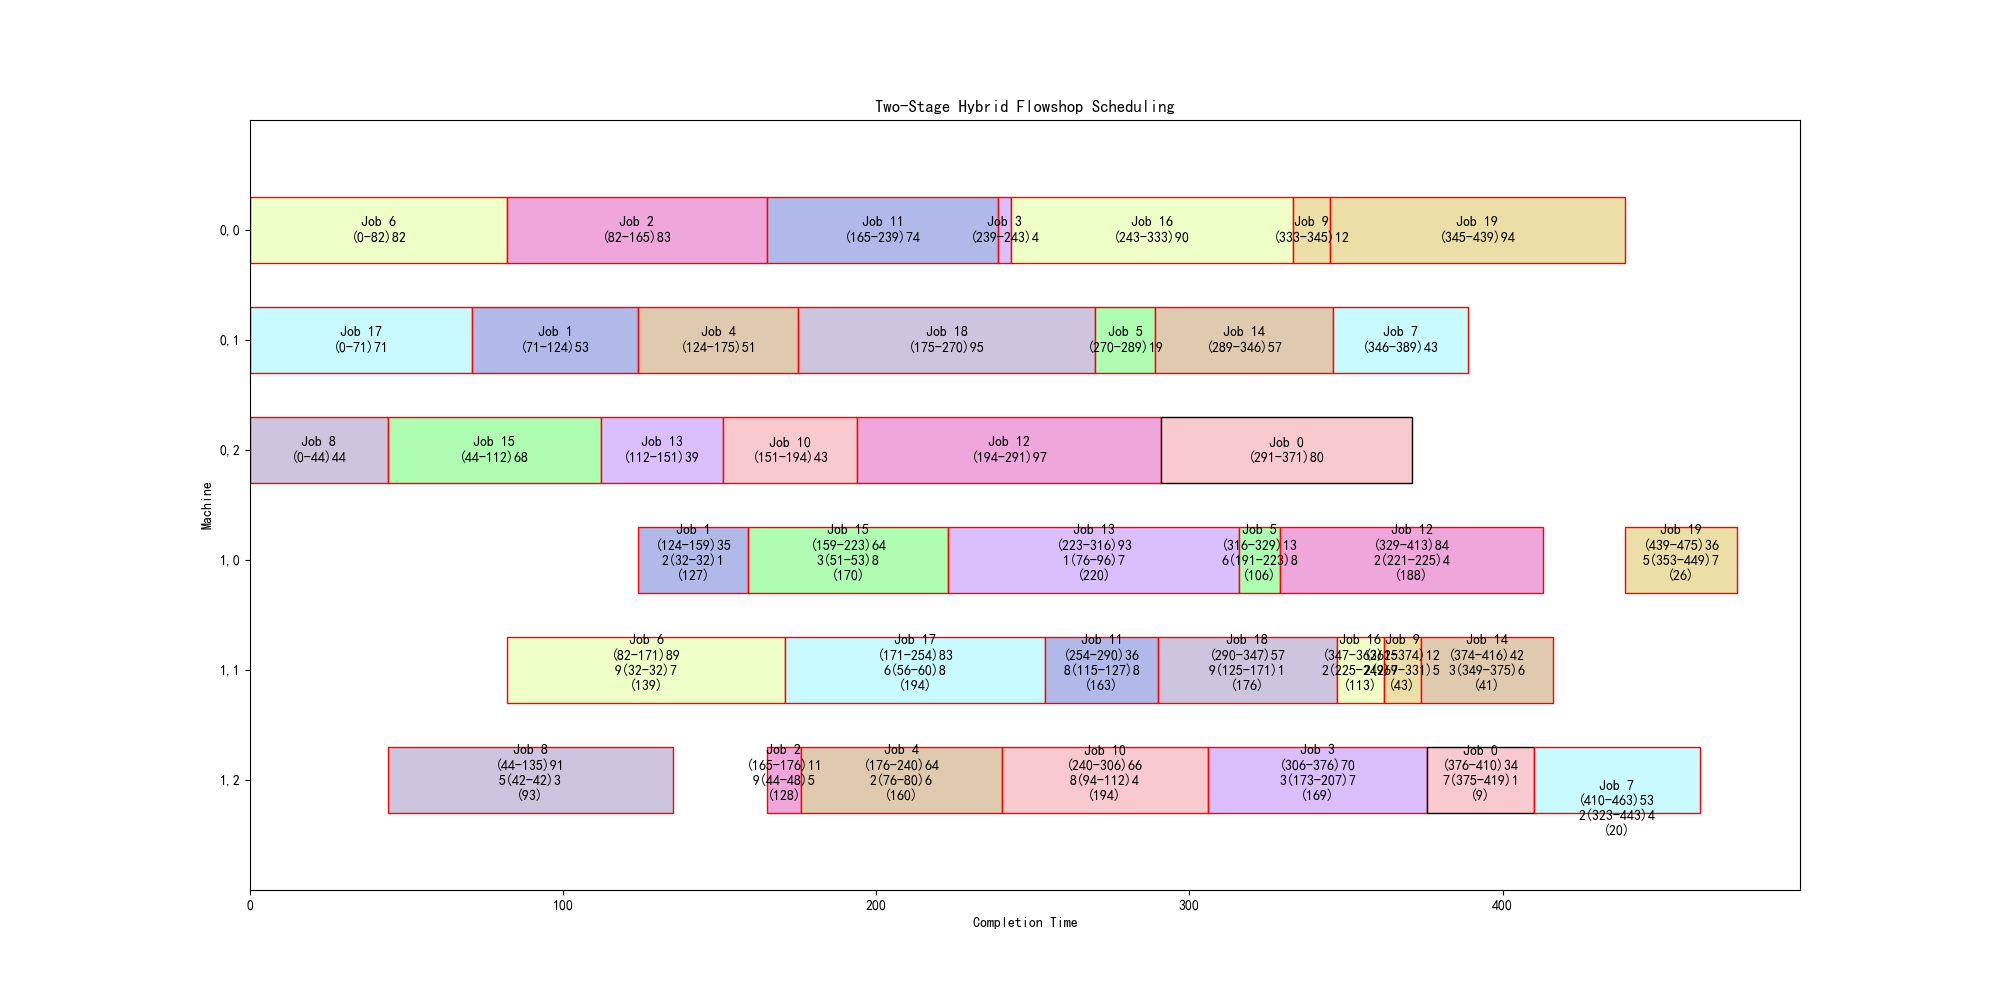 Two-Stage Hybrid Flowshop Scheduling
Machine
0,0
Job 6
(0-82)82
Job 2
(82-165)83
Job 11
(165-239)74
Job 3
(239-243)4
Job 16
(243-333)90
Job 9
(333-345)12
Job 19
(345-439)94
0,1
Job 17
(0-71)71
Job 1
(71-124)53
Job 4
(124-175)51
Job 18
(175-270)95
Job 5
(270-289)19
Job 14
(289-346)57
Job 7
(346-389)43
0,2
Job 8
(0-44)44
Job 15
(44-112)68
Job 13
(112-151)39
Job 10
(151-194)43
Job 12
(194-291)97
Job 0
(291-371)80
1,0
Job 1
(124-159)35
2(32-32)1
(127)
Job 15
(159-223)64
3(51-53)8
(170)
Job 13
(223-316)93
1(76-96)7
(220)
Job 5
(316-329)13
6(191-223)8
(106)
Job 12
(329-413)84
2(221-225)4
(188)
Job 19
(439-475)36
5(353-449)7
(26)
1,1
Job 6
(82-171)89
9(32-32)7
(139)
Job 17
(171-254)83
6(56-60)8
(194)
Job 11
(254-290)36
8(115-127)8
(163)
Job 18
(290-347)57
9(125-171)1
(176)
Job 16
(113)
Job 9
(43)
Job 14
(374-416)42
3(349-375)6
(41)
1,2
Job 8
(44-135)91
5(42-42)3
(93)
Job 2
(165-176)11
9(44-48)5
(128)
Job 4
(176-240)64
2(76-80)6
(160)
Job 10
(240-306)66
8(94-112)4
(194)
Job 3
(306-376)70
3(173-207)7
(169)
Job 0
(376-410)34
7(375-419)1
(9)
Job 7
(410-463)53
2(323-443)4
(20)
0
100
200
300
400
Completion Time